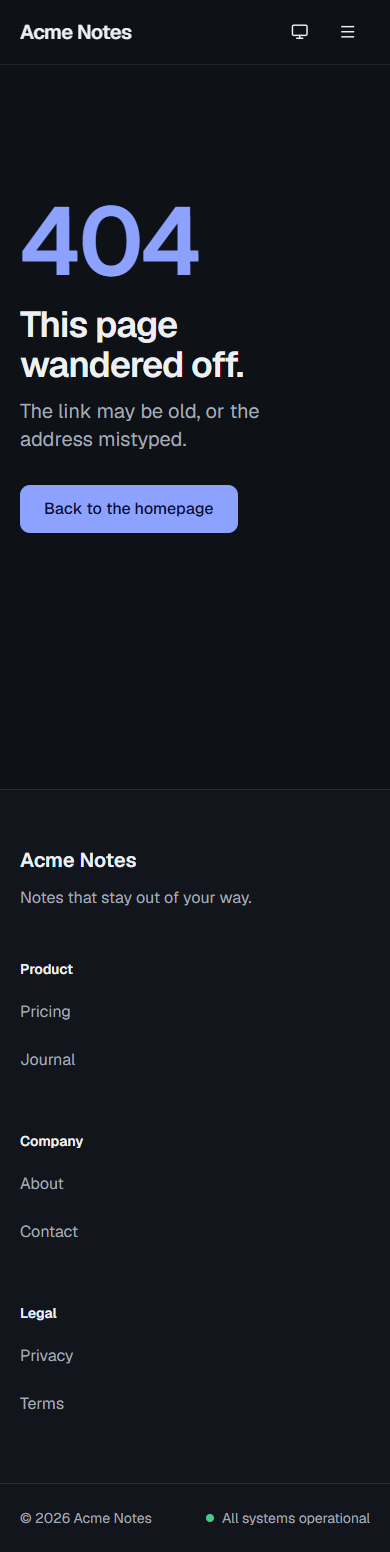 Acme Notes
404
This page
wandered off.
The link may be old, or the
address mistyped.
Back to the homepage
Acme Notes
Notes that stay out of your way.
Product
Pricing
Journal
Company
About
Contact
Legal
Privacy
Terms
© 2026 Acme Notes
All systems operational